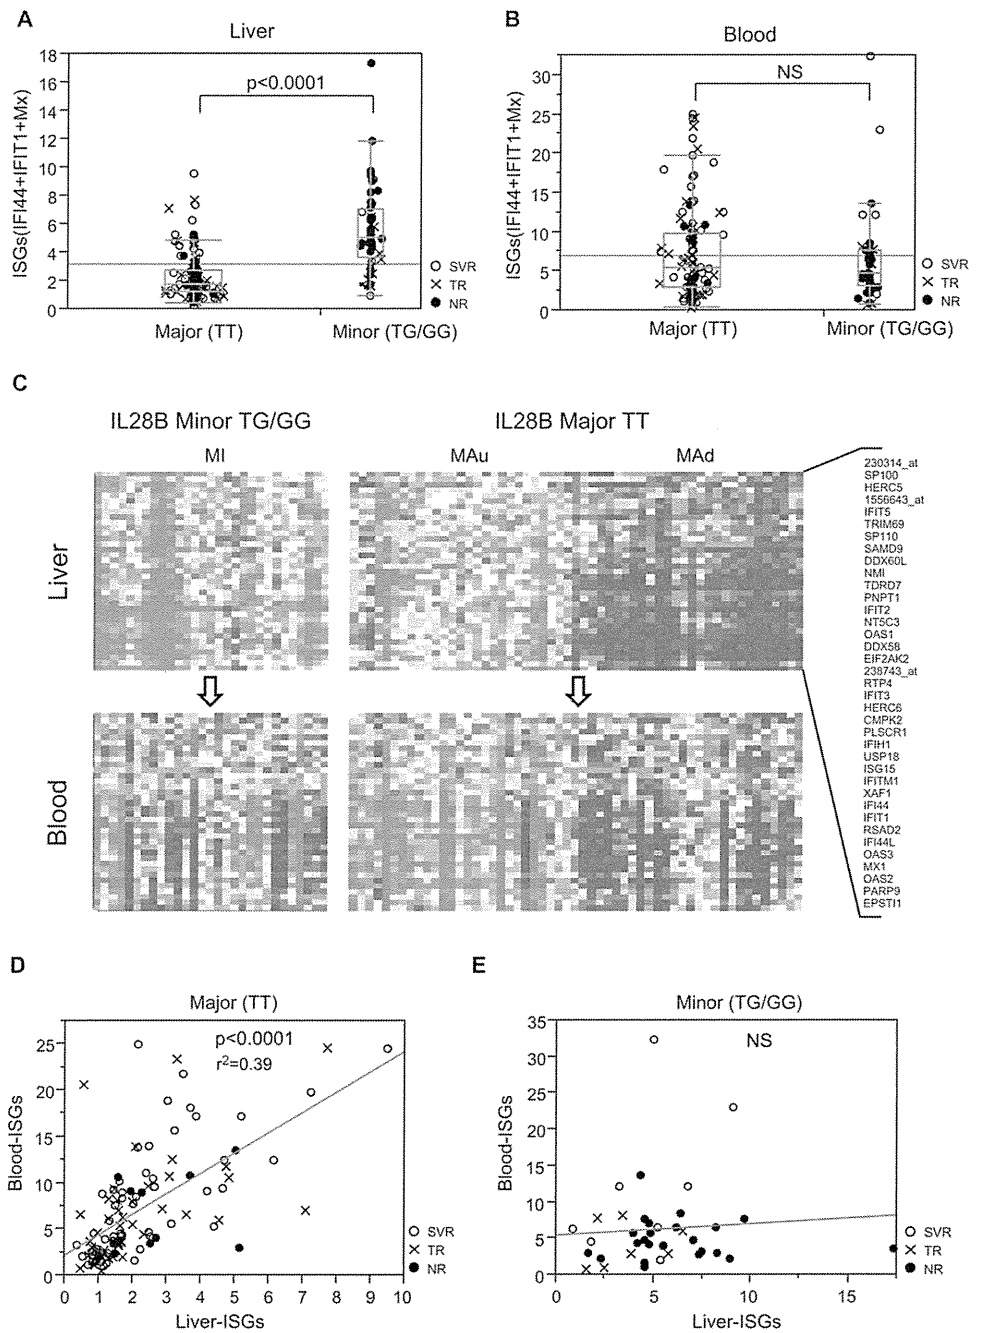 A
Liver
ISGs(IFI44+IFIT1+Mx)
18
16
14
12
10
8
6
4
2
0
p<0.0001
Major (TT)
Minor (TG/GG)
SVR
TR
NR
B
Blood
ISGs(IFI44+IFIT1+Mx)
30
25
20
15
10
5
0
NS
Major (TT)
Minor (TG/GG)
SVR
TR
NR
C
IL28B Minor TG/GG
IL28B Major TT
MI
MAu
MAd
Liver
Blood
230314_at
SP100
HERC5
1556643_at
IFIT5
TRIM69
SP110
SAMD9
DDX60L
NMI
TDRD7
PNPT1
IFIT2
NT5C3
OAS1
DDX58
EIF2AK2
238743_at
RTP4
IFIT3
HERC6
CMPK2
PLSCR1
IFIH1
USP18
ISG15
IFITM1
XAF1
IFI44
IFIT1
RSAD2
IFI44L
OAS3
MX1
OAS2
PARP9
EPSTI1
D
Major (TT)
p<0.0001
r²=0.39
Blood-ISGs
25
20
15
10
5
0
0 1 2 3 4 5 6 7 8 9 10
Liver-ISGs
SVR
TR
NR
E
Minor (TG/GG)
NS
Blood-ISGs
35
30
25
20
15
10
5
0
0 5 10 15
Liver-ISGs
SVR
TR
NR